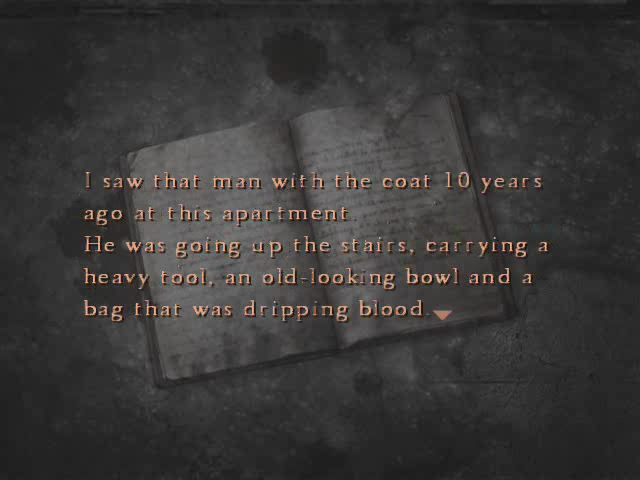 I saw that man with the coat 10 years
ago at this apartment.
He was going up the stairs, carrying a
heavy tool, an old-looking bowl and a
bag that was dripping blood.